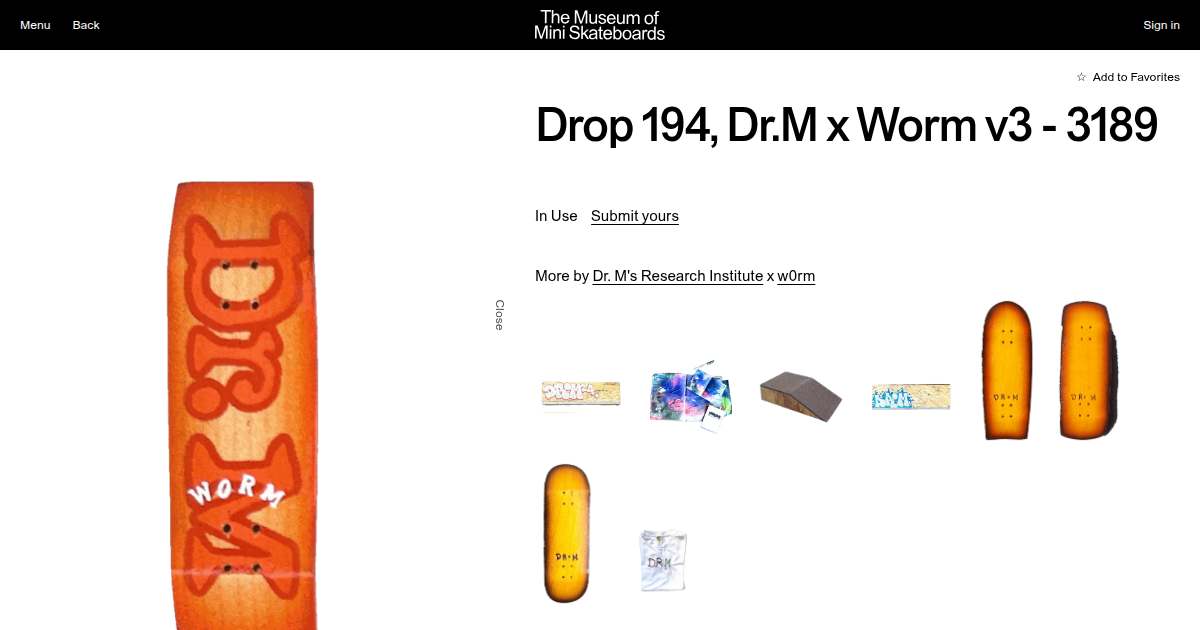 Menu Back
The Museum of
Mini Skateboards
Sign in
☆ Add to Favorites
Drop 194, Dr.M x Worm v3 - 3189
In Use Submit yours
More by Dr. M's Research Institute x w0rm
Close
Dr. M
WORM
DR•M
DR•M
DR•M
DRM